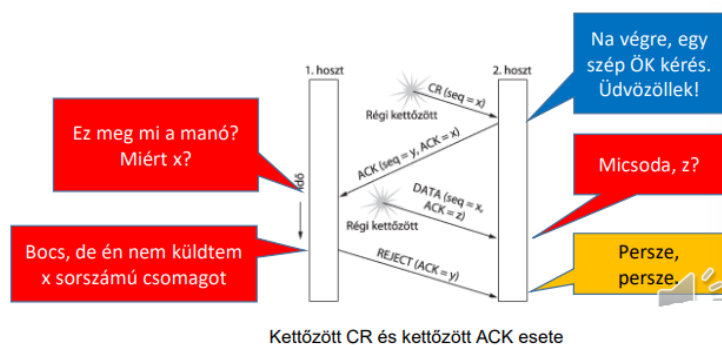 Na végre, egy
szép ÖK kérés.
Üdvözöllek!
1. hoszt
2. hoszt
CR (seq = x)
Régi kettőzött
Ez meg mi a manó?
Miért x?
ACK (seq = y, ACK = x)
Idő
DATA (seq = x,
ACK = z)
Micsoda, z?
Régi kettőzött
Bocs, de én nem küldtem
x sorszámú csomagot
REJECT (ACK = y)
Persze,
persze.
Kettőzött CR és kettőzött ACK esete